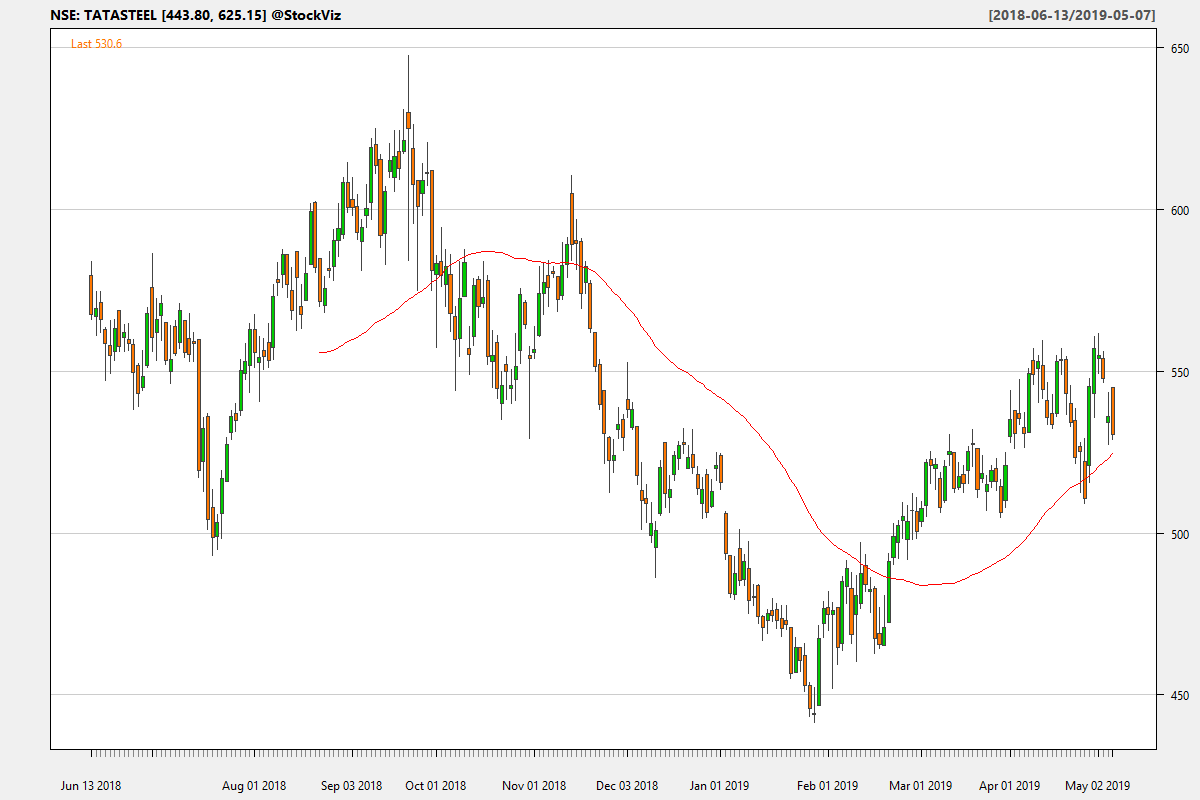 NSE: TATASTEEL [443.80, 625.15] @StockViz [2018-06-13/2019-05-07]
Last 530.6
650
600
550
500
450
Jun 13 2018 Aug 01 2018 Sep 03 2018 Oct 01 2018 Nov 01 2018 Dec 03 2018 Jan 01 2019 Feb 01 2019 Mar 01 2019 Apr 01 2019 May 02 2019